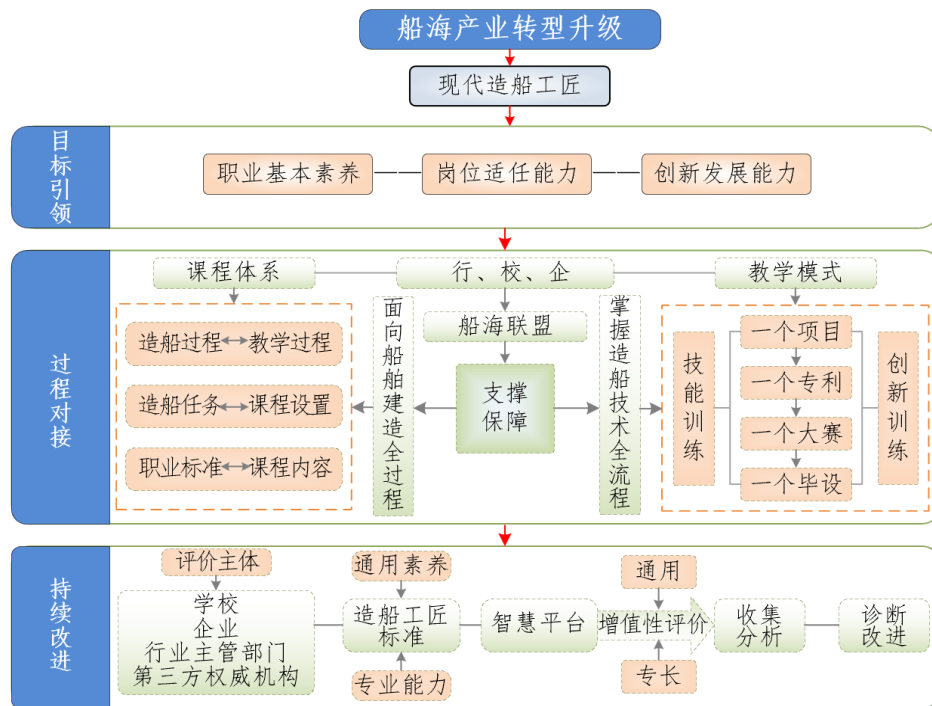 船海产业转型升级
现代造船工匠
目标引领
职业基本素养
岗位适任能力
创新发展能力
过程对接
课程体系
行、校、企
教学模式
造船过程
教学过程
造船任务
课程设置
职业标准
课程内容
面向船舶建造全过程
船海联盟
支撑
保障
掌握造船技术全流程
技能训练
一个项目
一个专利
一个大赛
一个毕设
创新训练
持续改进
评价主体
学校
企业
行业主管部门
第三方权威机构
通用素养
造船工匠
标准
专业能力
智慧平台
通用
增值性评价
专长
收集
分析
诊断
改进